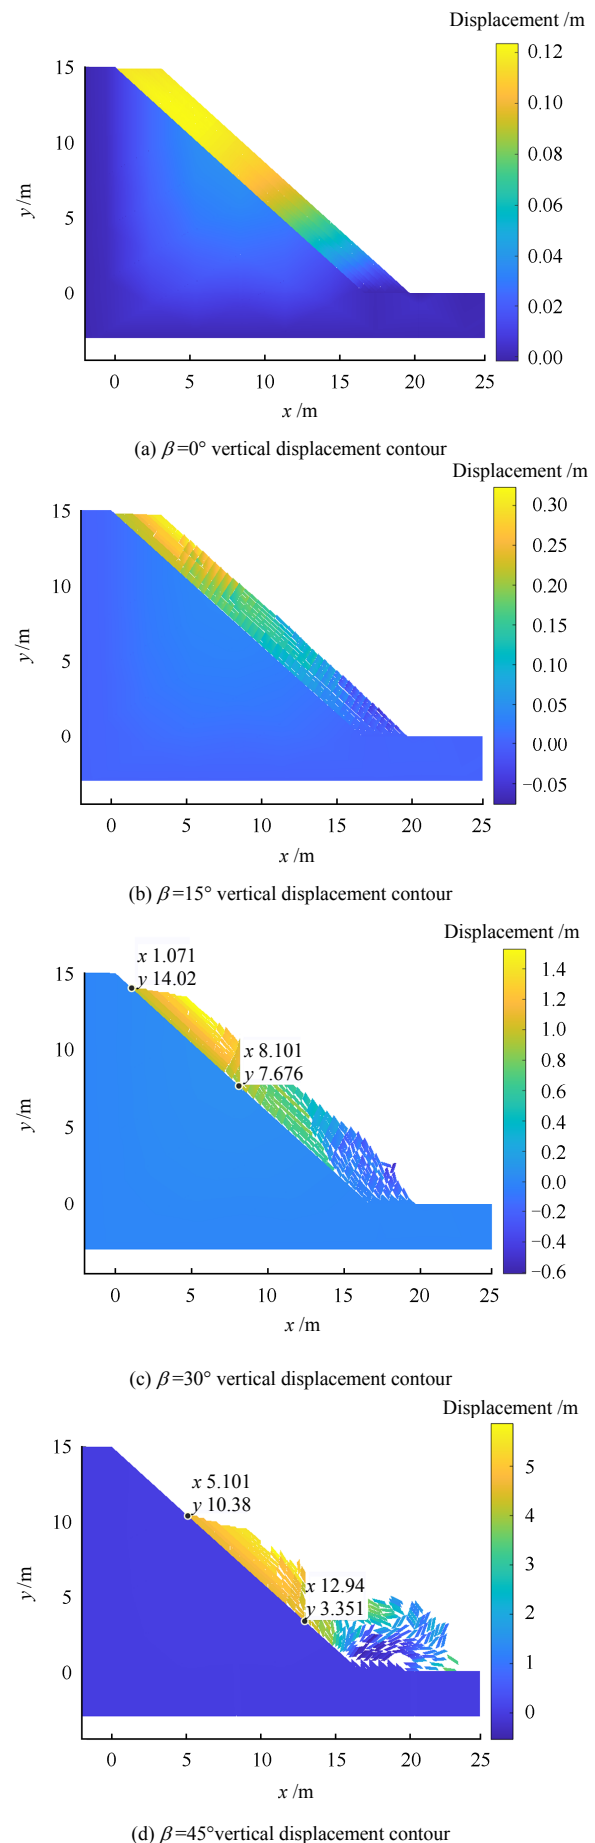 Displacement /m
0.12
0.12
0.08
0.06
0.04
0.02
0.00
15
10
5
0
y/m
0 5 10 15 20 25
x /m
(a) β=0° vertical displacement contour
Displacement /m
0.30
0.30
0.20
0.15
0.10
0.05
0.00
−0.05
15
10
5
0
y/m
0 5 10 15 20 25
x /m
(b) β=15° vertical displacement contour
Displacement /m
1.4
1.2
1.0
0.8
0.6
0.4
0.2
0.0
−0.2
−0.4
−0.6
x 1.071
y 14.02
x 8.101
y 7.676
15
10
5
0
y/m
0 5 10 15 20 25
x /m
(c) β=30° vertical displacement contour
Displacement /m
5
4
3
2
1
0
x 5.101
y 10.38
x 12.94
y 3.351
15
10
5
0
y/m
0 5 10 15 20 25
x /m
(d) β=45°vertical displacement contour